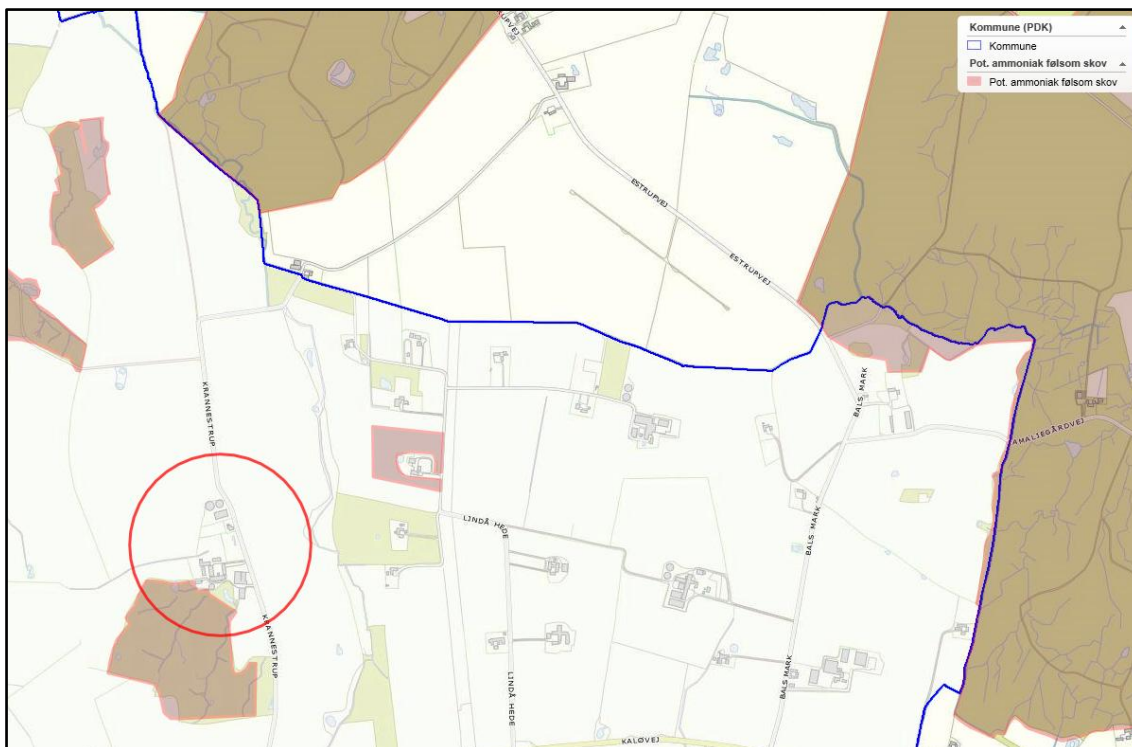 Kommune (PDK)
Kommune
Pot. ammoniak følsom skov
Pot. ammoniak følsom skov
ESTRUPVEJ
ESTRUPVEJ
KRANNESTRUP
BALS MARK
AMALIEGÅRDVEJ
LINDÅ HEDE
BALS MARK
KRANNESTRUP
LINDÅ HEDE
BALS MARK
KALØVEJ